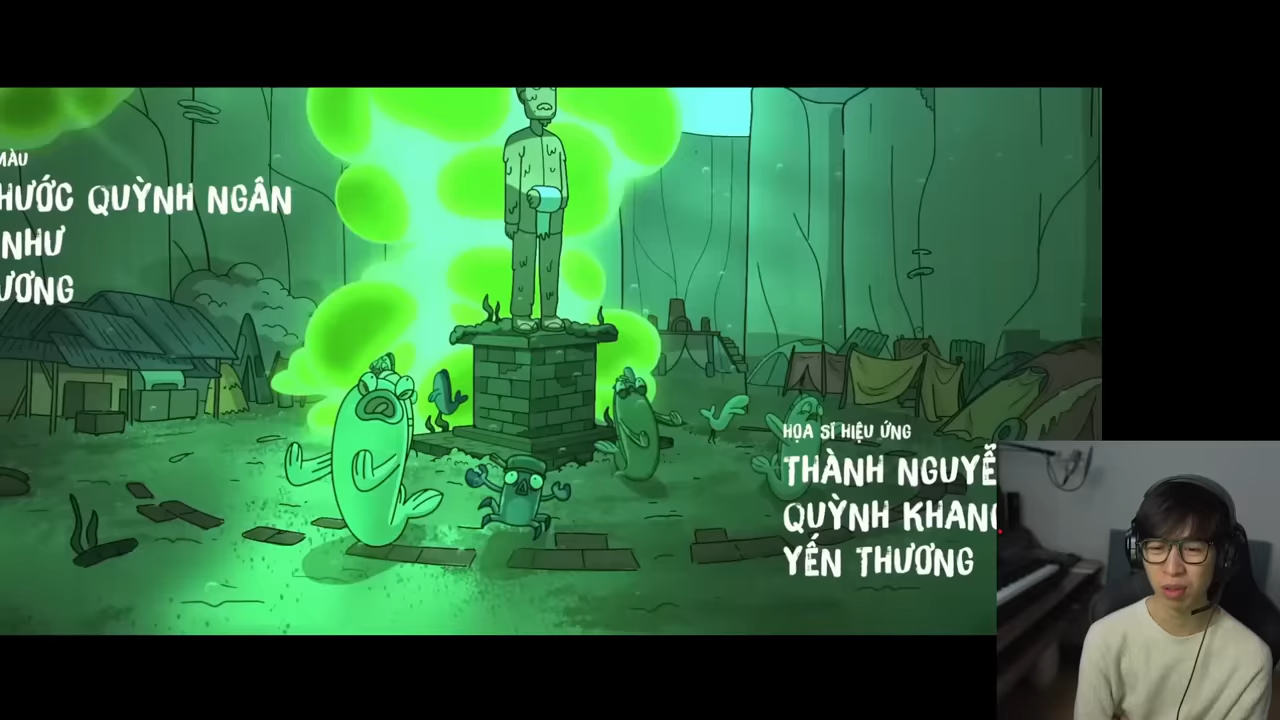 MÀU
HƯỚC QUỲNH NGÂN
NHƯ
ƯƠNG
HỌA SĨ HIỆU ỨNG
THÀNH NGUYỄ
QUỲNH KHANG
YẾN THƯƠNG